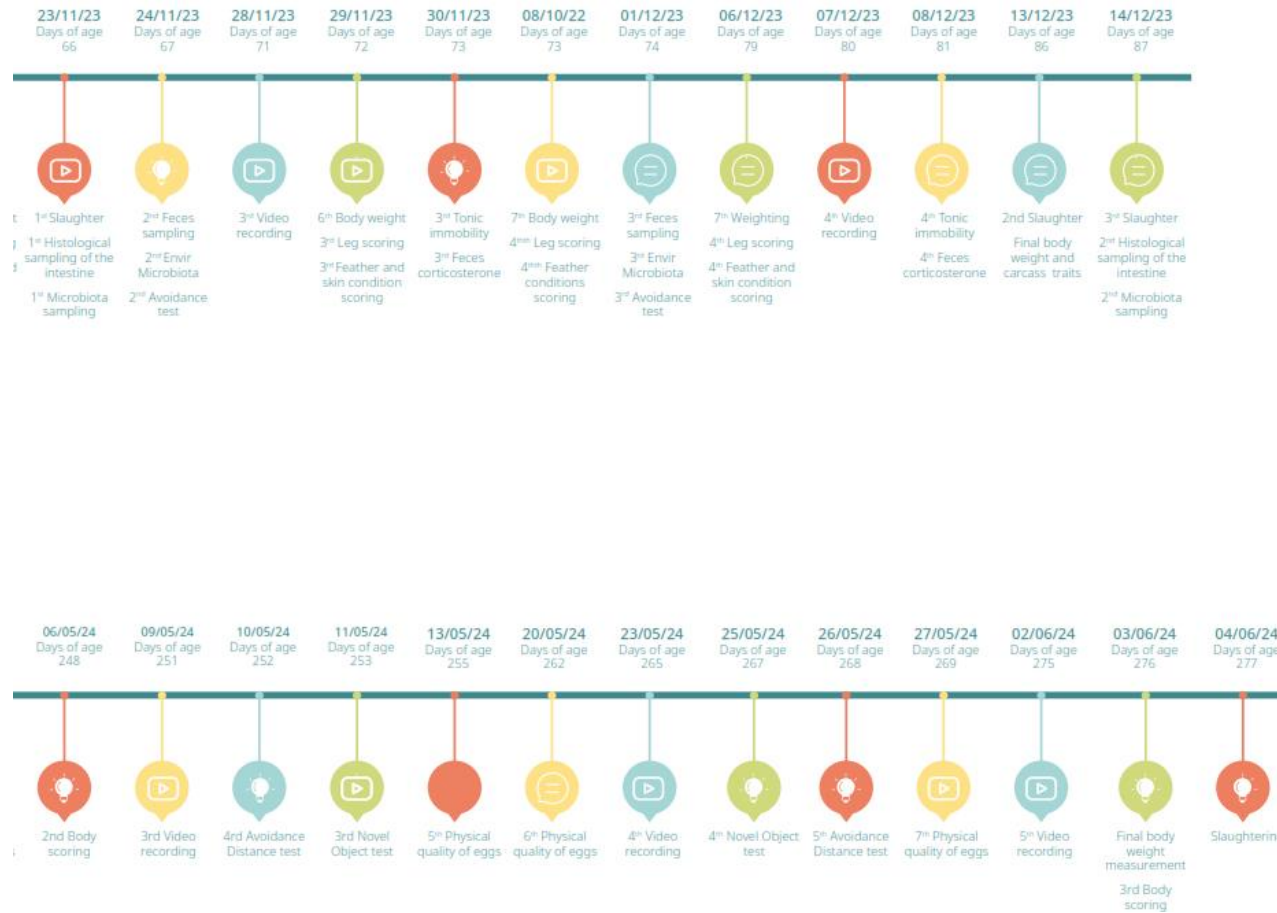 23/11/23
Days of age
66
24/11/23
Days of age
67
28/11/23
Days of age
71
29/11/23
Days of age
72
30/11/23
Days of age
73
08/10/22
Days of age
73
01/12/23
Days of age
74
06/12/23
Days of age
79
07/12/23
Days of age
80
08/12/23
Days of age
81
13/12/23
Days of age
86
14/12/23
Days of age
87
1st Slaughter
1st Histological
sampling of the
intestine
1st Microbiota
sampling
2nd Feces
sampling
2nd Envir
Microbiota
2nd Avoidance
test
3rd Video
recording
6th Body weight
3rd Leg scoring
3rd Feather and
skin condition
scoring
3rd Tonic
immobility
3rd Feces
corticosterone
7th Body weight
4thth Leg scoring
4thth Feather
conditions
scoring
3rd Feces
sampling
3rd Envir
Microbiota
3rd Avoidance
test
7th Weighting
4th Leg scoring
4th Feather and
skin condition
scoring
4th Video
recording
4th Tonic
immobility
4th Feces
corticosterone
2nd Slaughter
Final body
weight and
carcass traits
3rd Slaughter
2nd Histological
sampling of the
intestine
2nd Microbiota
sampling
06/05/24
Days of age
248
09/05/24
Days of age
251
10/05/24
Days of age
252
11/05/24
Days of age
253
13/05/24
Days of age
255
20/05/24
Days of age
262
23/05/24
Days of age
265
25/05/24
Days of age
267
26/05/24
Days of age
268
27/05/24
Days of age
269
02/06/24
Days of age
275
03/06/24
Days of age
276
04/06/24
Days of age
277
2nd Body
scoring
3rd Video
recording
4rd Avoidance
Distance test
3rd Novel
Object test
5th Physical
quality of eggs
6th Physical
quality of eggs
4th Video
recording
4th Novel Object
test
5th Avoidance
Distance test
7th Physical
quality of eggs
5th Video
recording
Final body
weight
measurement
3rd Body
scoring
Slaughterin